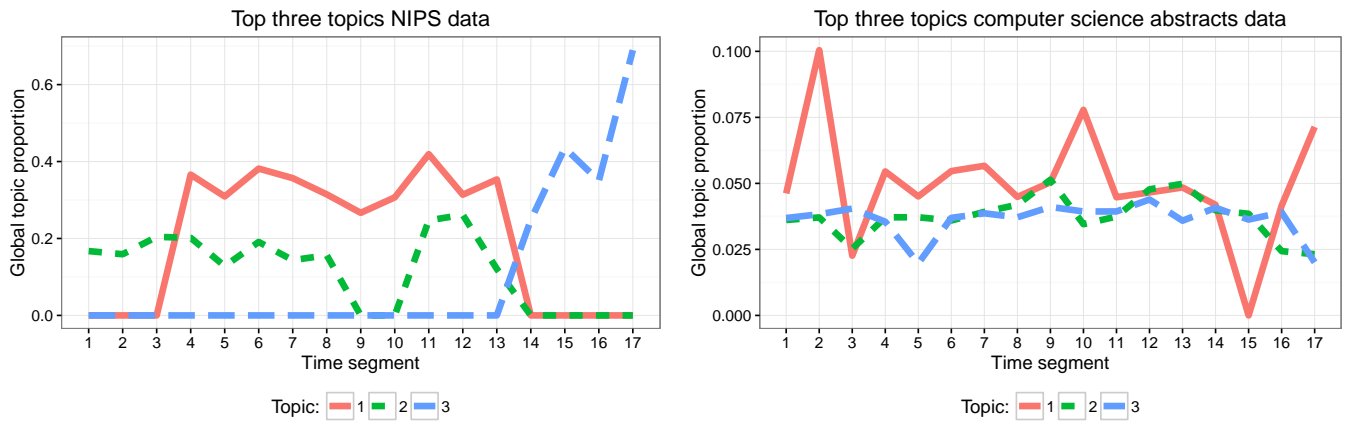 Top three topics NIPS data
Global topic proportion
0.6
0.4
0.2
0.0
1 2 3 4 5 6 7 8 9 10 11 12 13 14 15 16 17
Time segment
Topic: 1 2 3
Top three topics computer science abstracts data
Global topic proportion
0.100
0.075
0.050
0.025
0.000
1 2 3 4 5 6 7 8 9 10 11 12 13 14 15 16 17
Time segment
Topic: 1 2 3